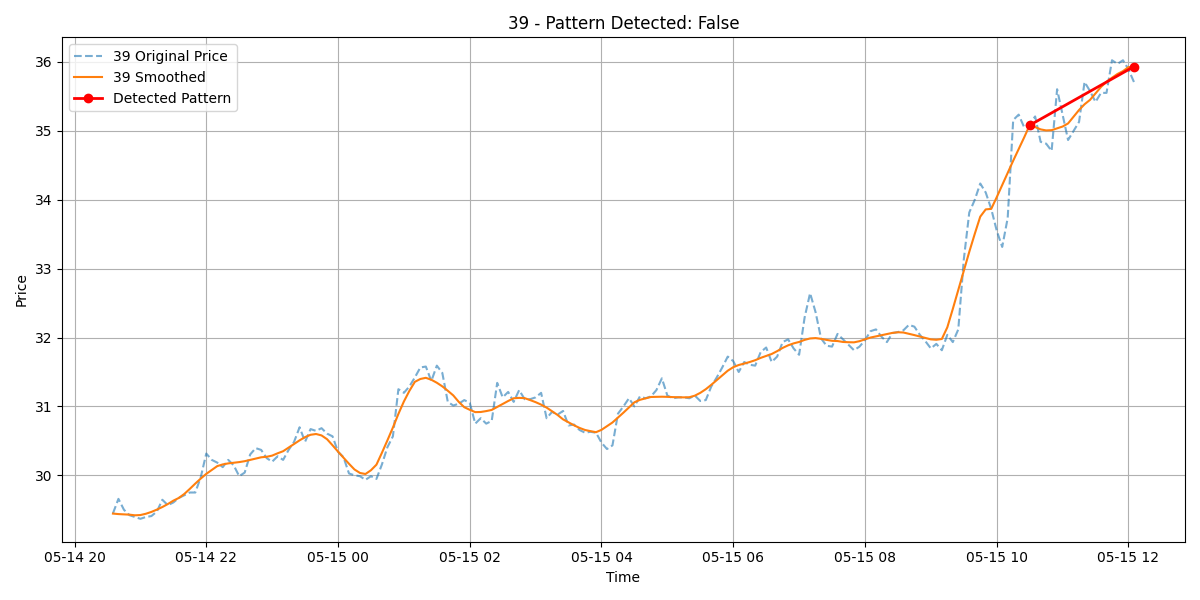 39 - Pattern Detected: False
39 Original Price
39 Smoothed
Detected Pattern
Price
36
35
34
33
32
31
30
05-14 20 05-14 22 05-15 00 05-15 02 05-15 04 05-15 06 05-15 08 05-15 10 05-15 12
Time